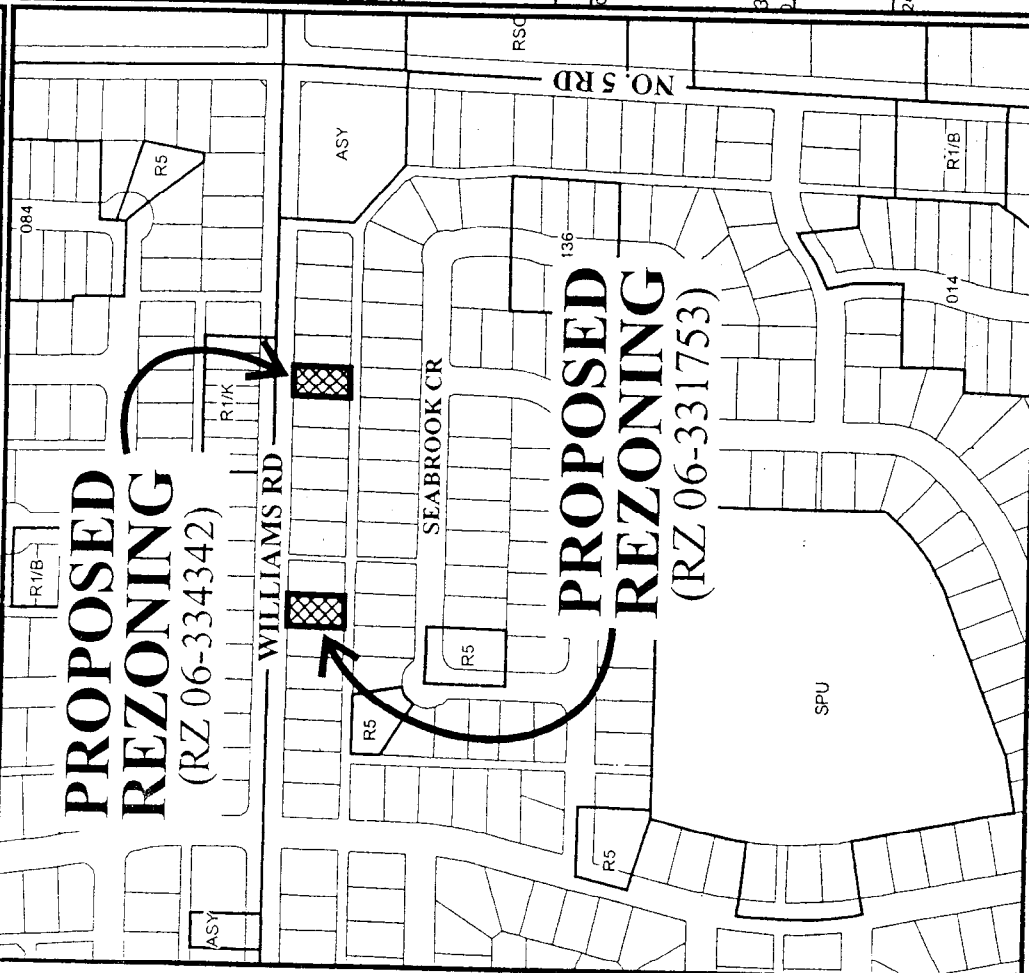 084
R5
RSC
NO. 5 RD
ASY
R1/B
R1/B
R1/K
136
014
PROPOSED
REZONING
(RZ 06-334342)
WILLIAMS RD
SEABROOK CR
PROPOSED
REZONING
(RZ 06-331753)
R5
R5
SPU
R5
ASY